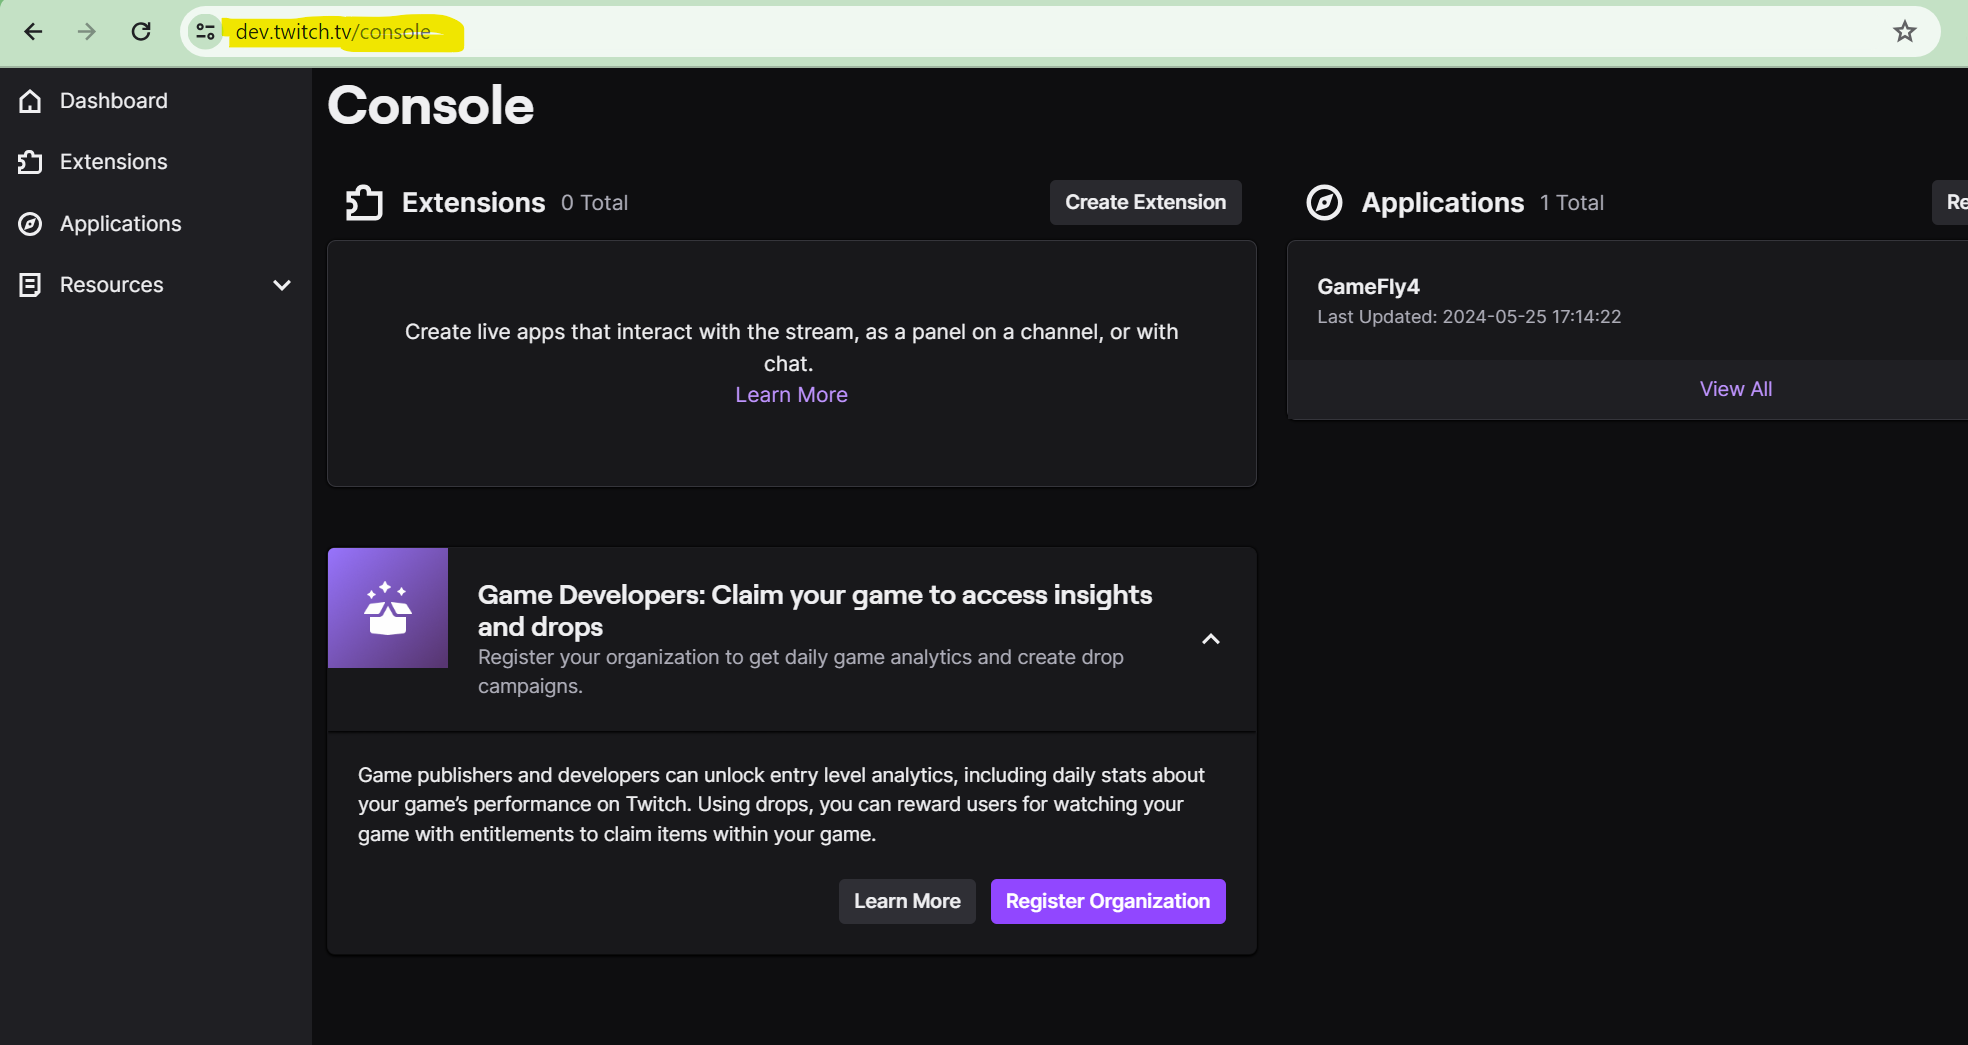 dev.twitch.tv/console
Dashboard
Extensions
Applications
Resources
Console
Extensions 0 Total
Create Extension
Create live apps that interact with the stream, as a panel on a channel, or with
chat.
Learn More
Applications 1 Total
Re
GameFly4
Last Updated: 2024-05-25 17:14:22
View All
Game Developers: Claim your game to access insights
and drops
Register your organization to get daily game analytics and create drop
campaigns.
Game publishers and developers can unlock entry level analytics, including daily stats about
your game’s performance on Twitch. Using drops, you can reward users for watching your
game with entitlements to claim items within your game.
Learn More
Register Organization